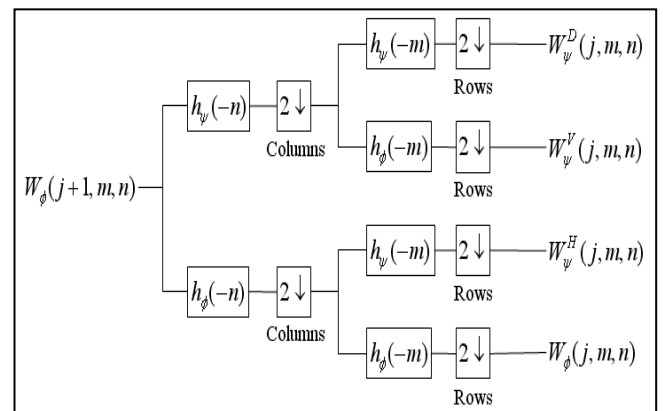 h_ψ(−m) 2↓ W_ψ^D(j, m, n)
Rows
h_ψ(−n) 2↓
Columns
h_ϕ(−m) 2↓ W_ψ^V(j, m, n)
Rows
W_ϕ(j+1, m, n)
h_ψ(−m) 2↓ W_ψ^H(j, m, n)
Rows
h_ϕ(−n) 2↓
Columns
h_ϕ(−m) 2↓ W_ϕ(j, m, n)
Rows